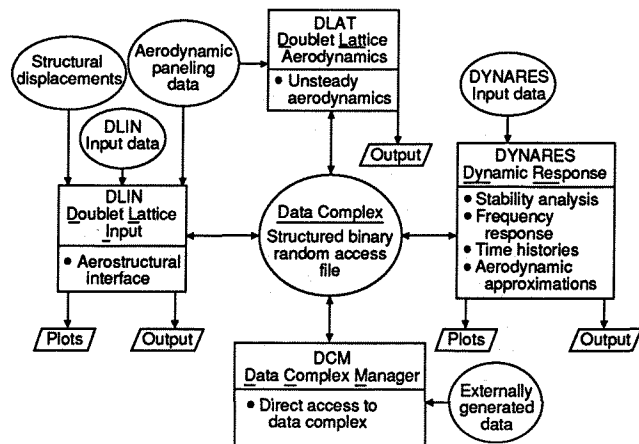 Structural
displacements
Aerodynamic
paneling
data
DLAT
Doublet Lattice
Aerodynamics
• Unsteady
aerodynamics
DYNARES
Input data
DLIN
Input data
Output
DLIN
Doublet Lattice
Input
• Aerostructural
interface
Data Complex
Structured binary
random access
file
DYNARES
Dynamic Response
• Stability analysis
• Frequency
response
• Time histories
• Aerodynamic
approximations
Plots
Output
Plots
Output
DCM
Data Complex Manager
• Direct access to
data complex
Externally
generated
data